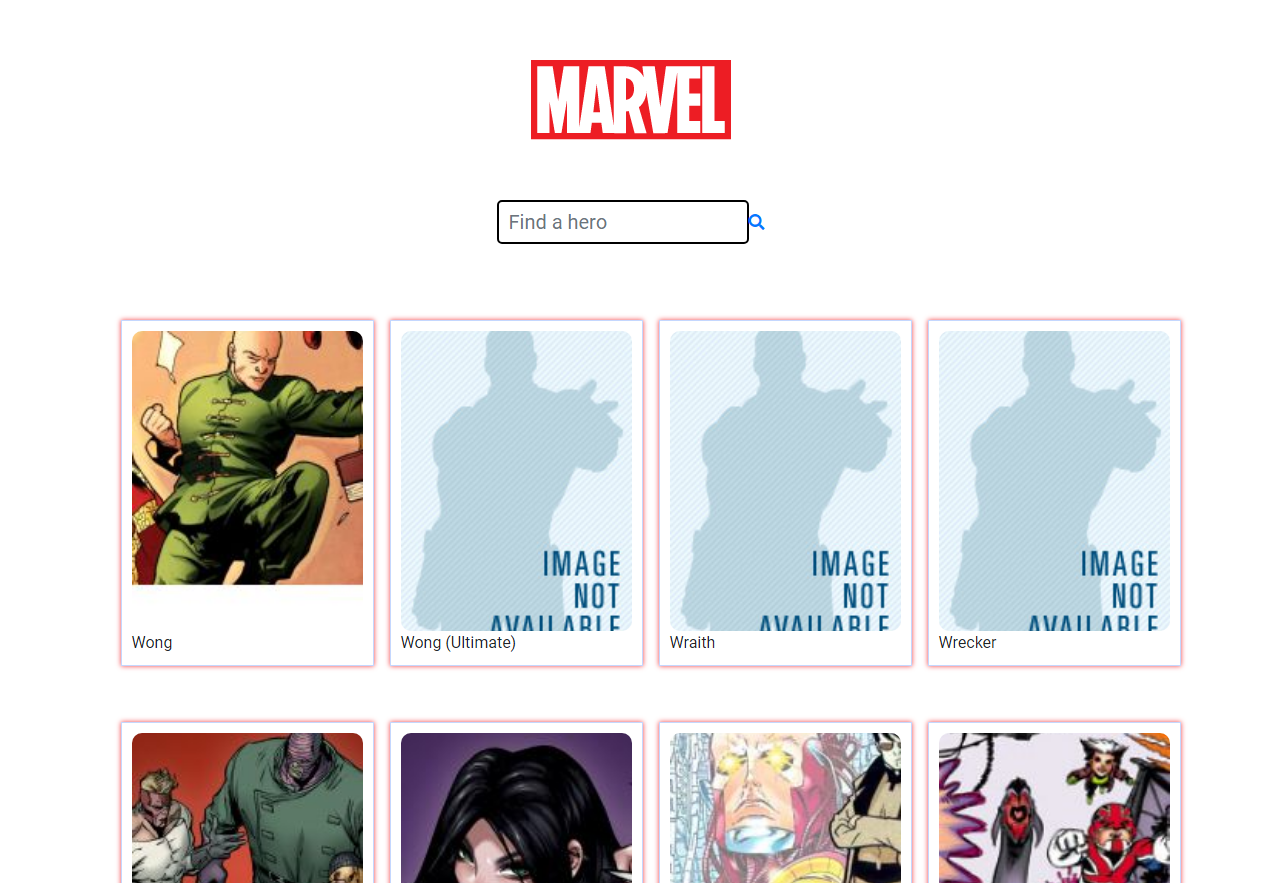 MARVEL
Find a hero
IMAGE
NOT
AVAILABLE
IMAGE
NOT
AVAILABLE
IMAGE
NOT
AVAILABLE
Wong
Wong (Ultimate)
Wraith
Wrecker